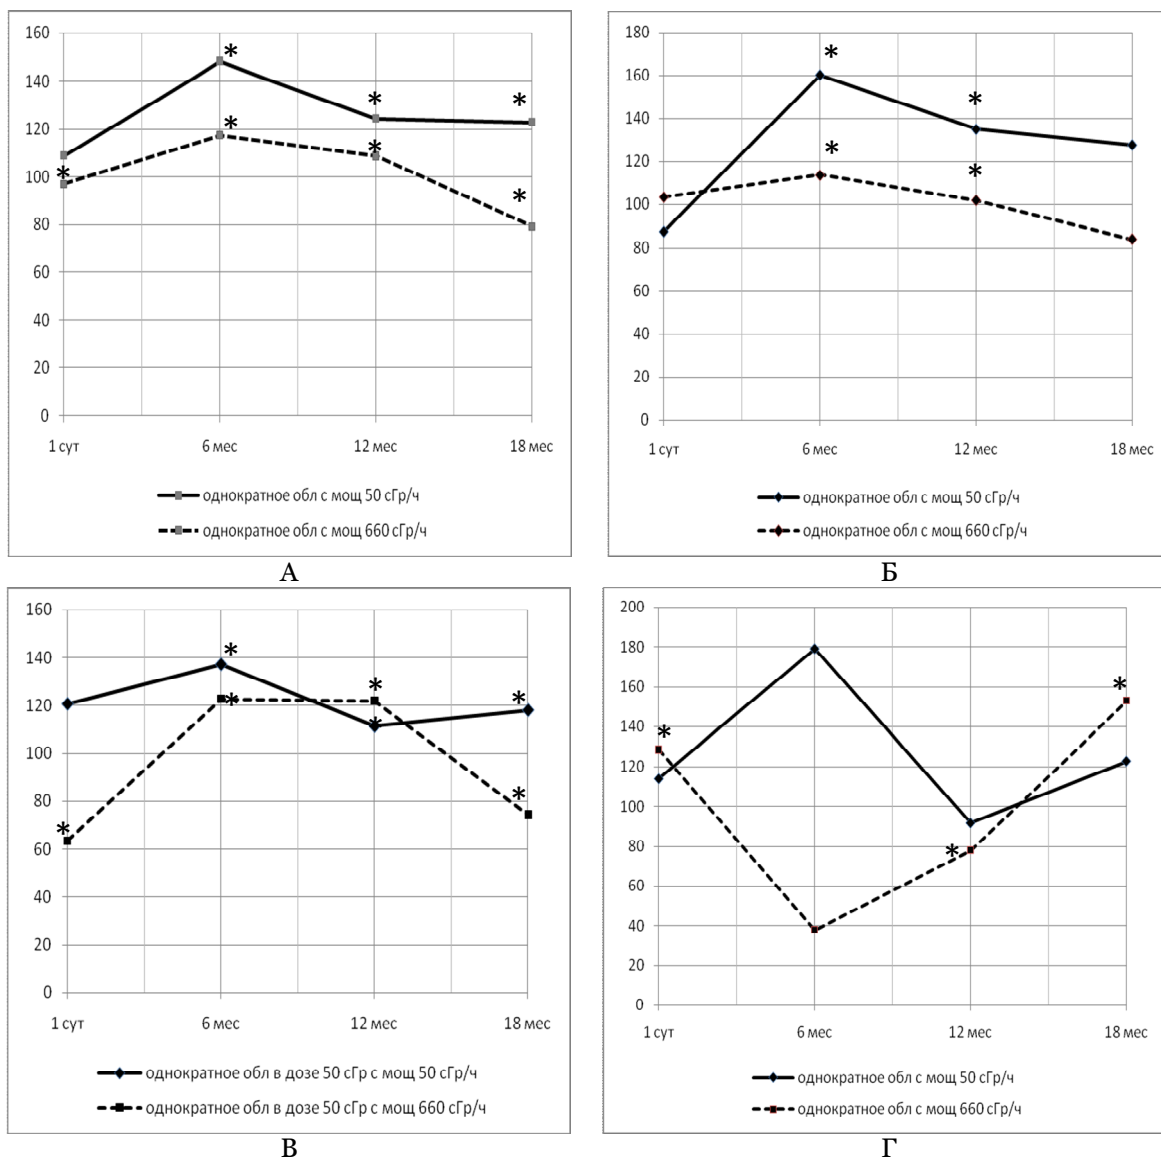 160
140
120
100
80
60
40
20
0
1 сут 6 мес 12 мес 18 мес
* * * *
* * * *
однократное обл с мощ 50 сГр/ч
однократное обл с мощ 660 сГр/ч
А
180
160
140
120
100
80
60
40
20
0
1 сут 6 мес 12 мес 18 мес
* *
* *
однократное обл с мощ 50 сГр/ч
однократное обл с мощ 660 сГр/ч
Б
160
140
120
100
80
60
40
20
0
1 сут 6 мес 12 мес 18 мес
* * *
* * * *
однократное обл в дозе 50 сГр с мощ 50 сГр/ч
однократное обл в дозе 50 сГр с мощ 660 сГр/ч
В
200
180
160
140
120
100
80
60
40
20
0
1 сут 6 мес 12 мес 18 мес
* * *
однократное обл с мощ 50 сГр/ч
однократное обл с мощ 660 сГр/ч
Г